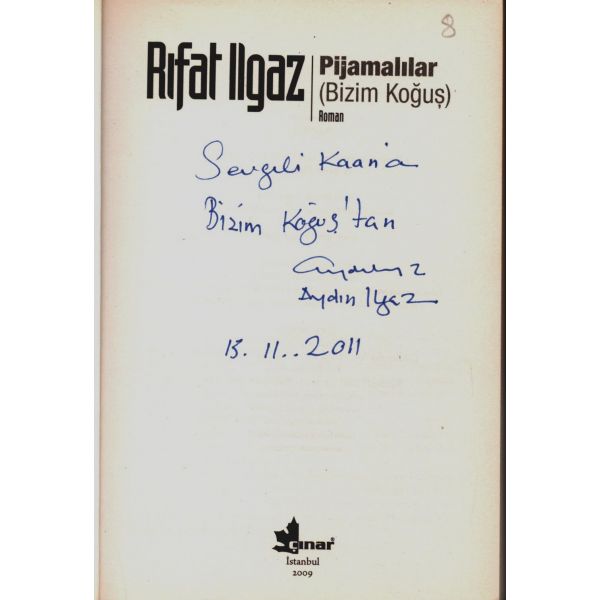 8
Rıfat Ilgaz
Pijamalılar
(Bizim Koğuş)
Roman
Sevgili Kaan'a
Bizim Koğuş'tan
Aydın Ilgaz
15.11..2011
çınar
İstanbul
2009